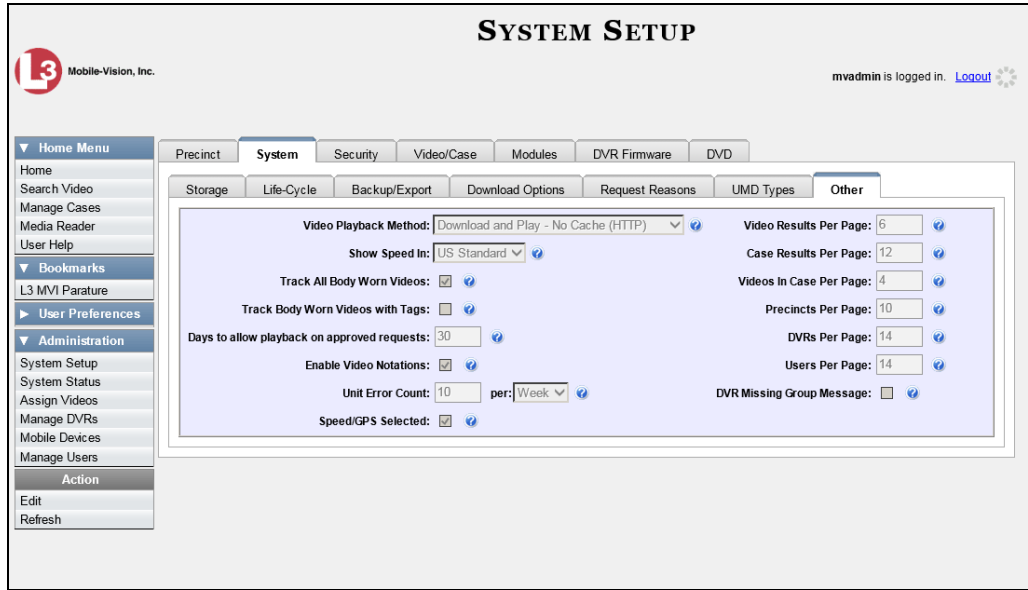 SYSTEM SETUP
L3 Mobile-Vision, Inc.
mvadmin is logged in. Logout
Home Menu
Home
Search Video
Manage Cases
Media Reader
User Help
Bookmarks
L3 MVI Parature
User Preferences
Administration
System Setup
System Status
Assign Videos
Manage DVRs
Mobile Devices
Manage Users
Action
Edit
Refresh
Precinct System Security Video/Case Modules DVR Firmware DVD
Storage Life-Cycle Backup/Export Download Options Request Reasons UMD Types Other
Video Playback Method: Download and Play - No Cache (HTTP) ?
Show Speed In: US Standard ?
Track All Body Worn Videos: ?
Track Body Worn Videos with Tags: ?
Days to allow playback on approved requests: 30 ?
Enable Video Notations: ?
Unit Error Count: 10 per: Week ?
Speed/GPS Selected: ?
Video Results Per Page: 6 ?
Case Results Per Page: 12 ?
Videos In Case Per Page: 4 ?
Precincts Per Page: 10 ?
DVRs Per Page: 14 ?
Users Per Page: 14 ?
DVR Missing Group Message: ?